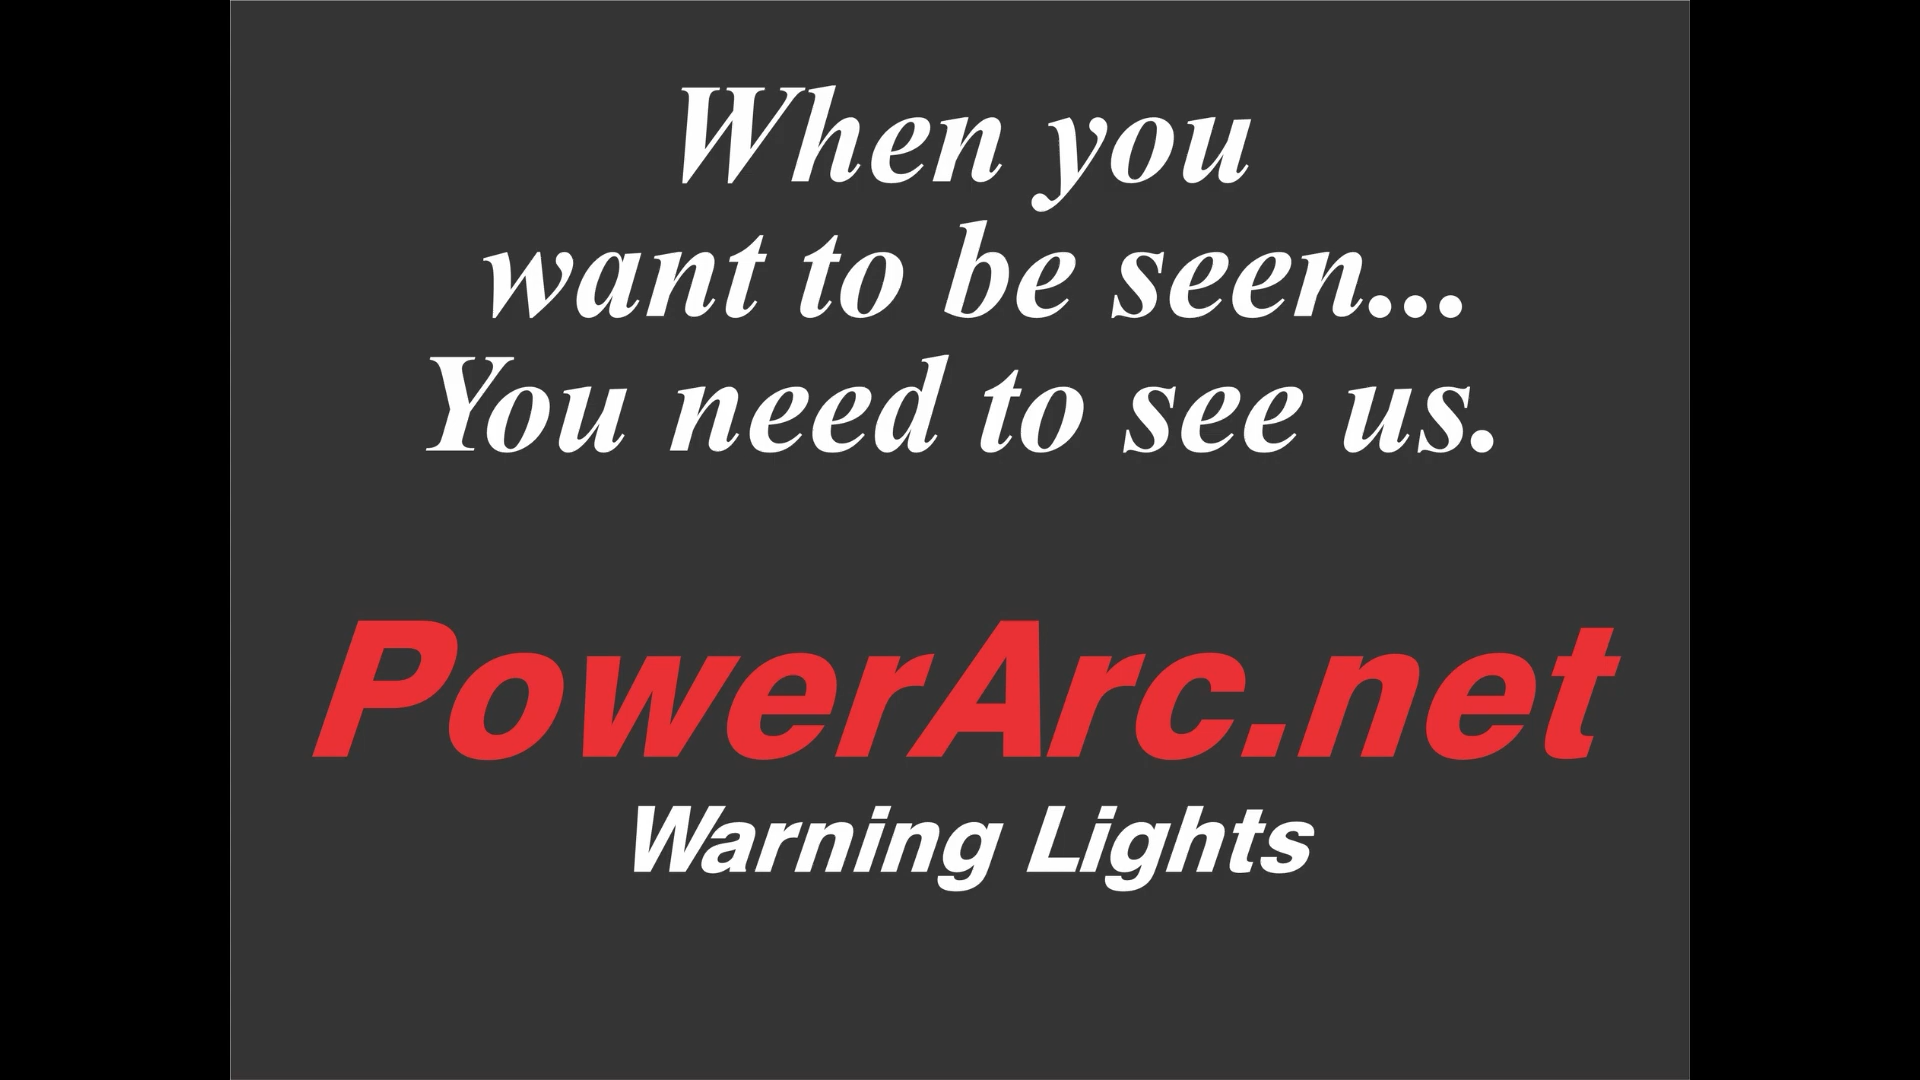 When you
want to be seen...
You need to see us.
PowerArc.net
Warning Lights